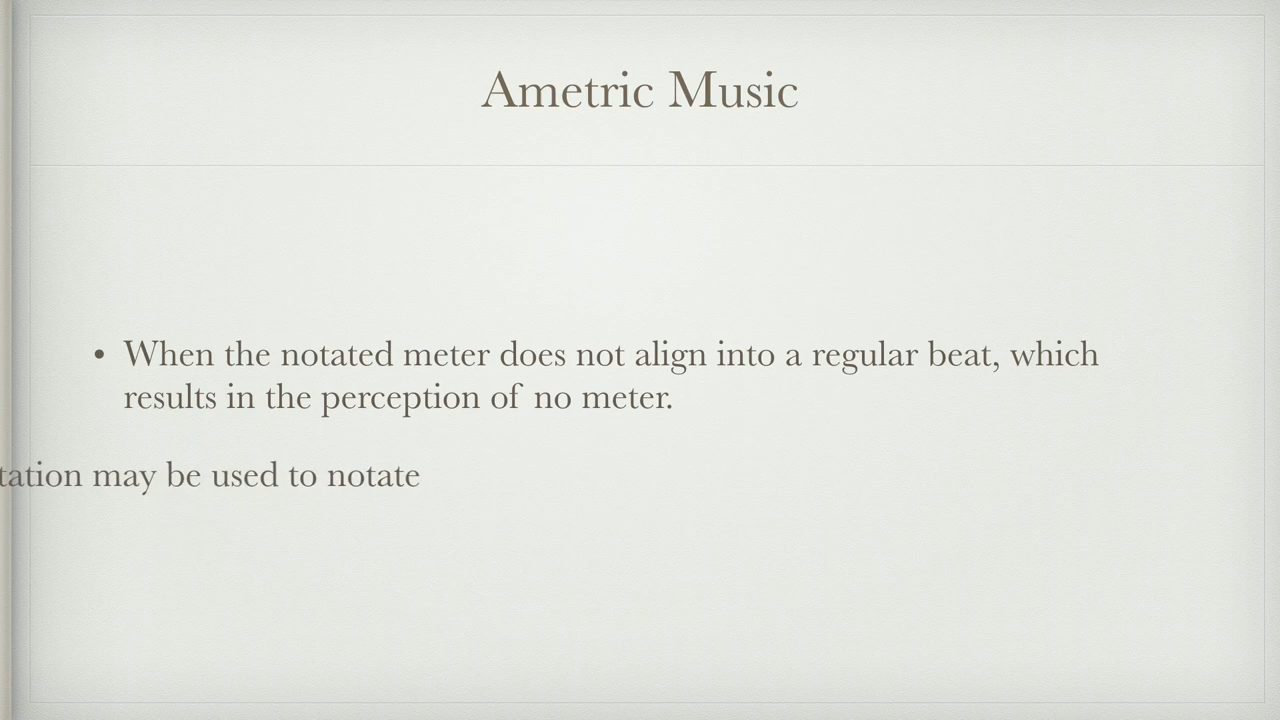 Ametric Music
• When the notated meter does not align into a regular beat, which
results in the perception of no meter.
tation may be used to notate